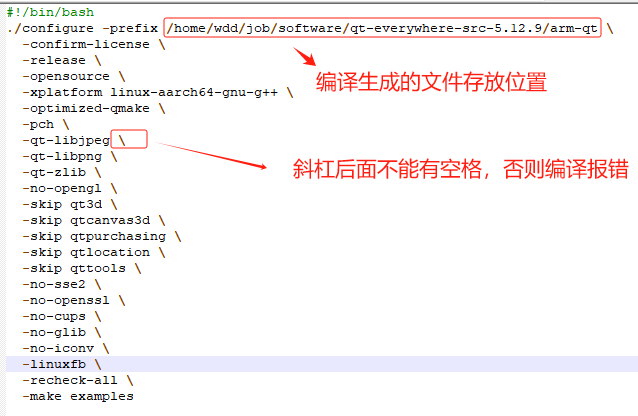 #!/bin/bash
./configure -prefix /home/wdd/job/software/qt-everywhere-src-5.12.9/arm-qt \
-confirm-license \
-release \
编译生成的文件存放位置
-opensource \
-xplatform linux-aarch64-gnu-g++ \
-optimized-qmake \
-pch \
-qt-libjpeg \
-qt-libpng \
斜杠后面不能有空格，否则编译报错
-qt-zlib \
-no-opengl \
-skip qt3d \
-skip qtcanvas3d \
-skip qtpurchasing \
-skip qtlocation \
-skip qttools \
-no-sse2 \
-no-openssl \
-no-cups \
-no-glib \
-no-iconv \
-linuxfb \
-recheck-all \
-make examples